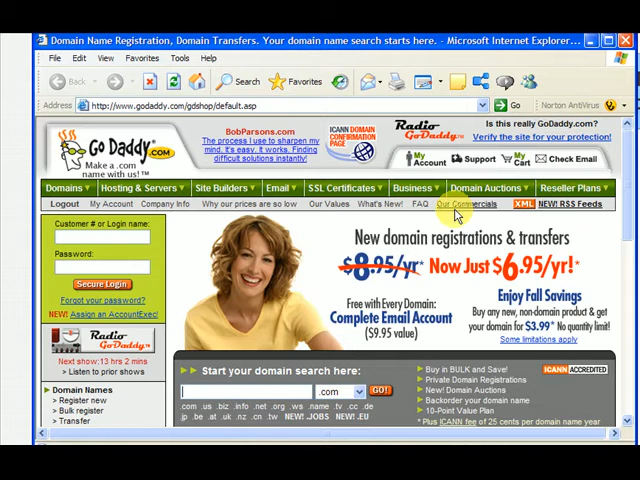 Domain Name Registration, Domain Transfers. Your domain name search starts here. - Microsoft Internet Explorer...
File Edit View Favorites Tools Help
Back Search Favorites
Address http://www.godaddy.com/gdshop/default.asp Go Norton AntiVirus
Go Daddy.COM
Make a .com name with us!™
BobParsons.com
The process I use to sharpen my mind. It's easy. It works. Finding difficult solutions instantly!
ICANN DOMAIN CONFIRMATION PAGE
Radio GoDaddy
Is this really GoDaddy.com?
Verify the site for your protection!
My Account Support My Cart Check Email
Domains Hosting & Servers Site Builders Email SSL Certificates Business Domain Auctions Reseller Plans
Logout My Account Company Info Why our prices are so low Our Values What's New! FAQ Our Commercials XML NEW! RSS Feeds
Customer # or Login name:
Password:
Secure Login
Forgot your password?
NEW! Assign an AccountExec!
Radio GoDaddy
Next show:13 hrs 2 mins
> Listen to prior shows
Domain Names
> Register new
> Bulk register
> Transfer
New domain registrations & transfers
$8.95/yr* Now Just $6.95/yr!*
Free with Every Domain:
Complete Email Account
($9.95 value)
Enjoy Fall Savings
Buy any new, non-domain product & get your domain for $3.99* No quantity limit!
Some limitations apply
Start your domain search here:
.com GO!
.com .us .biz .info .net .org .ws .name .tv .cc .de
.jp .be .at .uk .nz .cn .tw NEW! .JOBS NEW! .EU
Buy in BULK and Save!
Private Domain Registrations
New! Domain Auctions
Backorder your domain name
10-Point Value Plan
* Plus ICANN fee of 25 cents per domain name year
ICANN ACCREDITED